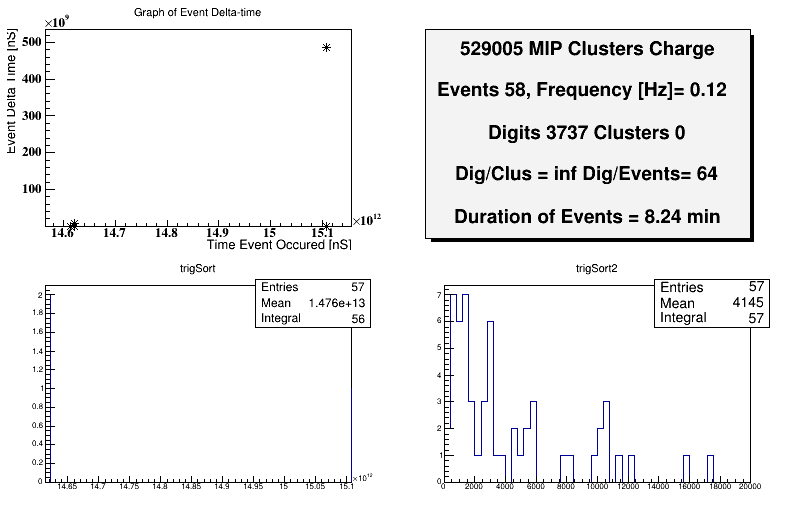 Graph of Event Delta-time
×10^9
Event Delta Time [nS]
500
400
300
200
100
14.6 14.7 14.8 14.9 15 15.1
×10^12
Time Event Occured [nS]
529005 MIP Clusters Charge
Events 58, Frequency [Hz]= 0.12
Digits 3737 Clusters 0
Dig/Clus = inf Dig/Events= 64
Duration of Events = 8.24 min
trigSort
Entries 57
Mean 1.476e+13
Integral 56
2
1.8
1.6
1.4
1.2
1
0.8
0.6
0.4
0.2
0
14.65 14.7 14.75 14.8 14.85 14.9 14.95 15 15.05 15.1
×10^12
trigSort2
Entries 57
Mean 4145
Integral 57
7
6
5
4
3
2
1
0
0 2000 4000 6000 8000 10000 12000 14000 16000 18000 20000